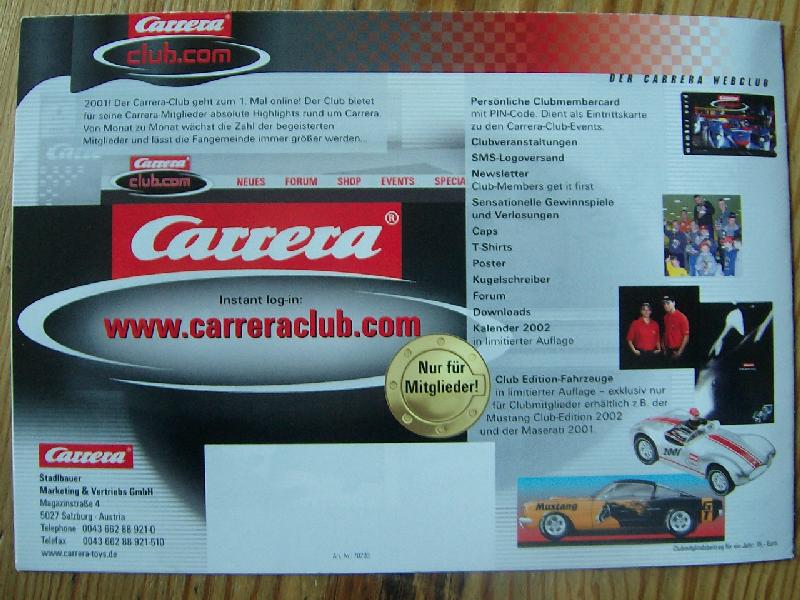 Carrera
club.com
DER CARRERA WEBCLUB
2001! Der Carrera-Club geht zum 1. Mal online! Der Club bietet
für seine Carrera Mitglieder absolute Highlights rund um Carrera.
Von Monat zu Monat wächst die Zahl der begeisterten
Mitglieder und lässt die Fangemeinde immer größer werden...
Carrera
club.com
NEUES FORUM SHOP EVENTS SPECIA
Carrera®
Instant log-in:
www.carreraclub.com
Nur für
Mitglieder!
Persönliche Clubmembercard
mit PIN-Code. Dient als Eintrittskarte
zu den Carrera-Club-Events.
Clubveranstaltungen
SMS-Logoversand
Newsletter
Club-Members get it first
Sensationelle Gewinnspiele
und Verlosungen
Caps
T-Shirts
Poster
Kugelschreiber
Forum
Downloads
Kalender 2002
in limitierter Auflage
Club Edition-Fahrzeuge
in limitierter Auflage – exklusiv nur
für Clubmitglieder erhältlich z.B. der
Mustang Club-Edition 2002
und der Maserati 2001.
2001
Mustang
GT
Carrera
Stadlbauer
Marketing & Vertriebs GmbH
Magazinstraße 4
5027 Salzburg · Austria
Telephone 0043 662 88 921-0
Telefax 0043 662 88 921-510
www.carrera-toys.de